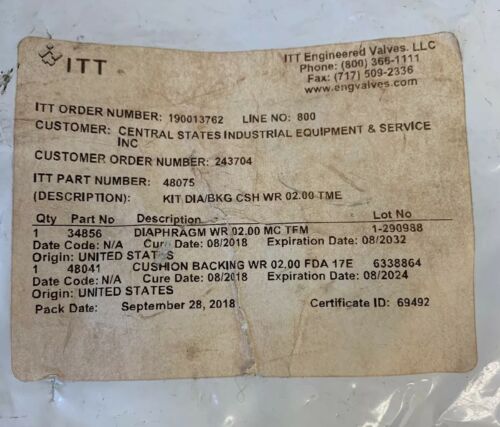 ITT
ITT Engineered Valves, LLC
Phone: (800) 366-1111
Fax: (717) 509-2336
www.engvalves.com
ITT ORDER NUMBER: 190013762 LINE NO: 800
CUSTOMER: CENTRAL STATES INDUSTRIAL EQUIPMENT & SERVICE
INC
CUSTOMER ORDER NUMBER: 243704
ITT PART NUMBER: 48075
(DESCRIPTION): KIT DIA/BKG CSH WR 02.00 TME
Qty Part No Description Lot No
1 34856 DIAPHRAGM WR 02.00 MC TFM 1-290988
Date Code: N/A Cure Date: 08/2018 Expiration Date: 08/2032
Origin: UNITED STATES
1 48041 CUSHION BACKING WR 02.00 FDA 17E 6338864
Date Code: N/A Cure Date: 08/2018 Expiration Date: 08/2024
Origin: UNITED STATES
Pack Date: September 28, 2018 Certificate ID: 69492